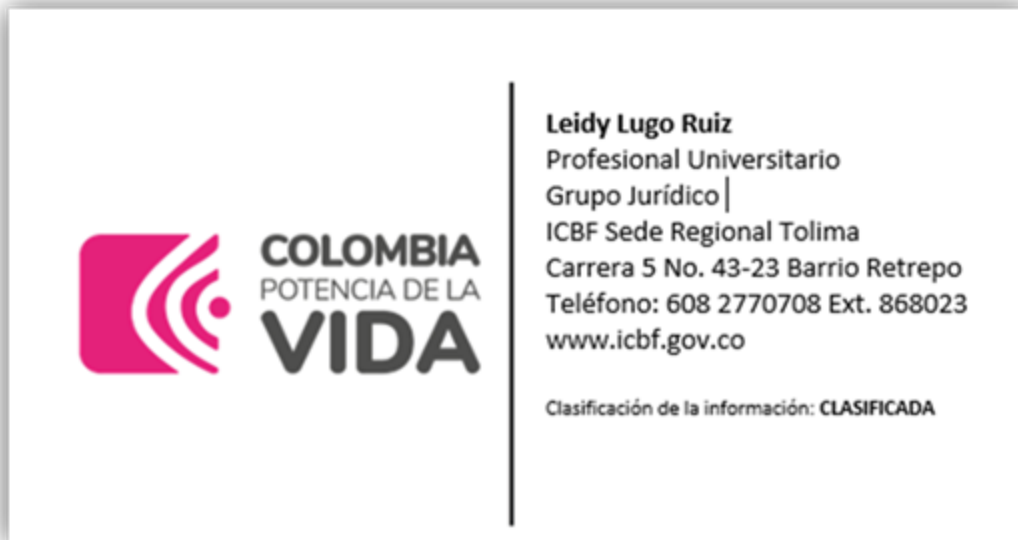 COLOMBIA
POTENCIA DE LA
VIDA
Leidy Lugo Ruiz
Profesional Universitario
Grupo Jurídico
ICBF Sede Regional Tolima
Carrera 5 No. 43-23 Barrio Retrepo
Teléfono: 608 2770708 Ext. 868023
www.icbf.gov.co
Clasificación de la información: CLASIFICADA